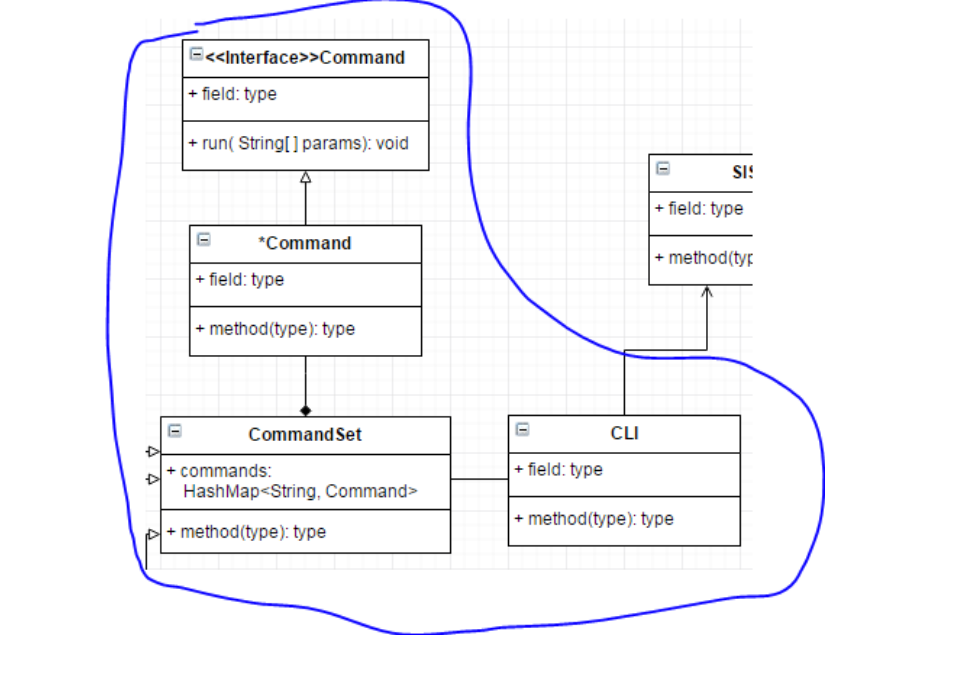 <<Interface>>Command
+ field: type
+ run( String[ ] params): void
SIS
+ field: type
+ method(typ
*Command
+ field: type
+ method(type): type
CommandSet
+ commands:
HashMap<String, Command>
+ method(type): type
CLI
+ field: type
+ method(type): type